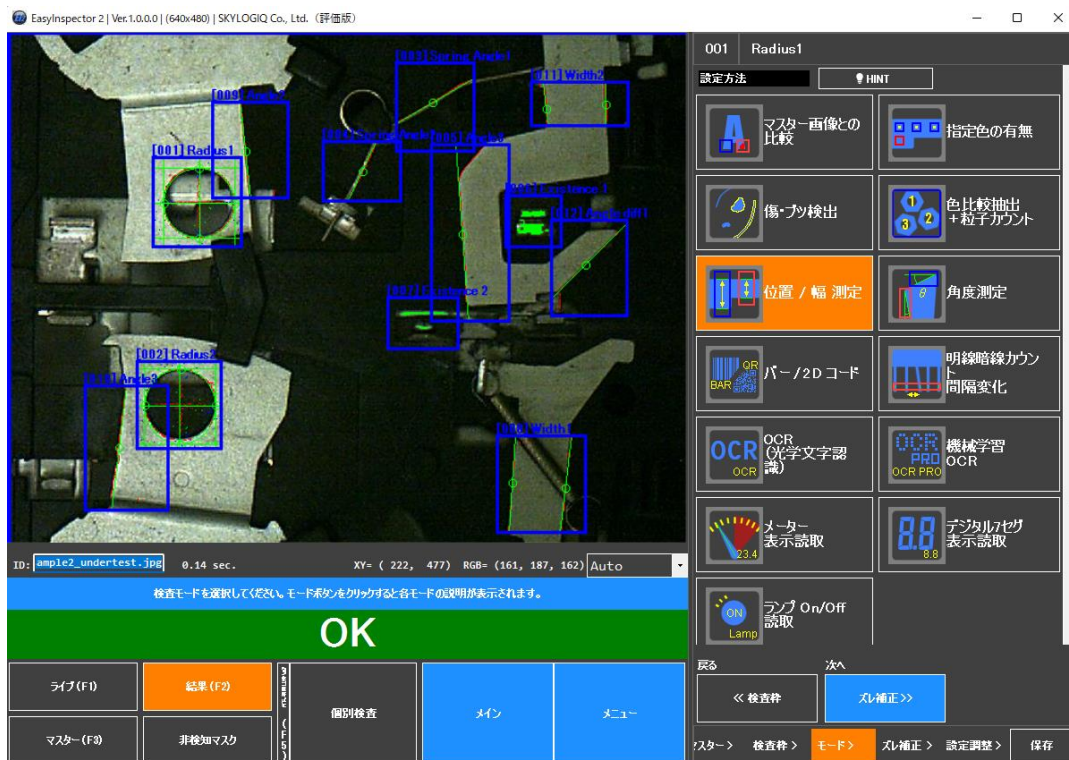 EasyInspector 2 | Ver.1.0.0.0 | (640x480) | SKYLOGIQ Co., Ltd. (評価版)
001 Radius1
設定方法
HINT
[003] Spring Angle1
[011] Width2
[009] Angle2
[001] Radius1
[012] Angle diff1
[007] Existence 2
[002] Radius2
マスター画像との
比較
指定色の有無
傷・ブツ検出
色比較抽出
+粒子カウント
1
2
3
位置 / 幅 測定
角度測定
θ
バー/2D コード
QR
BAR
明線暗線カウン
ト
間隔変化
OCR
(光学文字認
識)
OCR
OCR
機械学習
OCR
OCR
PRO
OCR PRO
メーター
表示読取
23.4
デジタル7セグ
表示読取
8.8
8.8
ランプ On/Off
読取
ON
Lamp
ID: ample2_undertest.jpg 0.14 sec. XY= ( 222, 477) RGB= (161, 187, 162) Auto
検査モードを選択してください。モードボタンをクリックすると各モードの説明が表示されます。
OK
ライブ(F1)
結果(F2)
マスター(F3)
非検知マスク
(F5)
個別検査
メイン
メニュー
戻る
次へ
<< 検査枠
ズレ補正>>
マスター> 検査枠> モード> ズレ補正> 設定調整> 保存